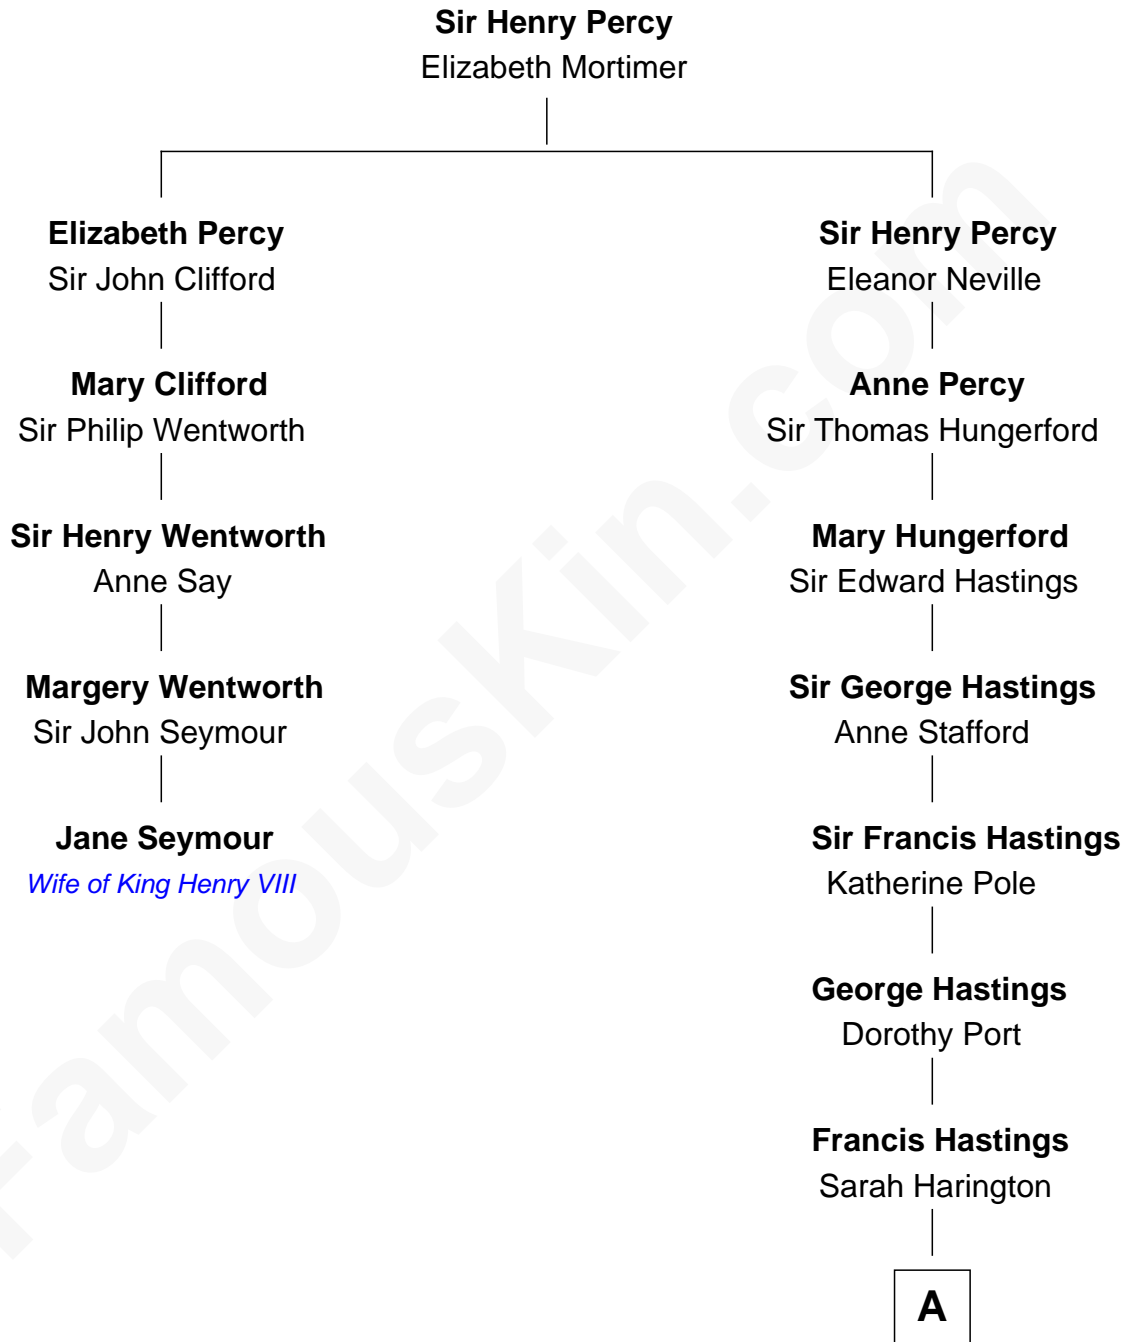 Sir Henry Percy
Elizabeth Mortimer
Elizabeth Percy
Sir John Clifford
Sir Henry Percy
Eleanor Neville
Mary Clifford
Sir Philip Wentworth
Anne Percy
Sir Thomas Hungerford
Sir Henry Wentworth
Anne Say
Mary Hungerford
Sir Edward Hastings
Margery Wentworth
Sir John Seymour
Sir George Hastings
Anne Stafford
Jane Seymour
Wife of King Henry VIII
Sir Francis Hastings
Katherine Pole
George Hastings
Dorothy Port
Francis Hastings
Sarah Harington
A
FamousKin.com